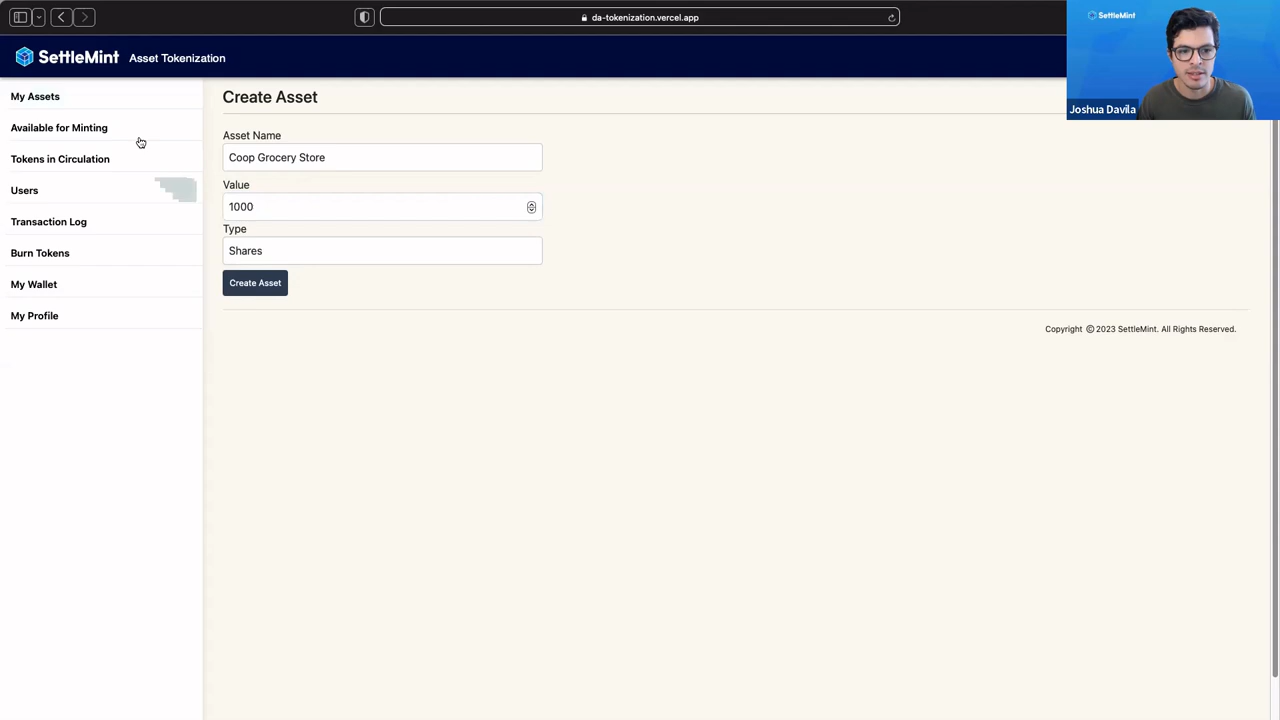 da-tokenization.vercel.app
SettleMint
SettleMint Asset Tokenization
Joshua Davila
My Assets
Available for Minting
Tokens in Circulation
Users
Transaction Log
Burn Tokens
My Wallet
My Profile
Create Asset
Asset Name
Coop Grocery Store
Value
1000
Type
Shares
Create Asset
Copyright © 2023 SettleMint. All Rights Reserved.